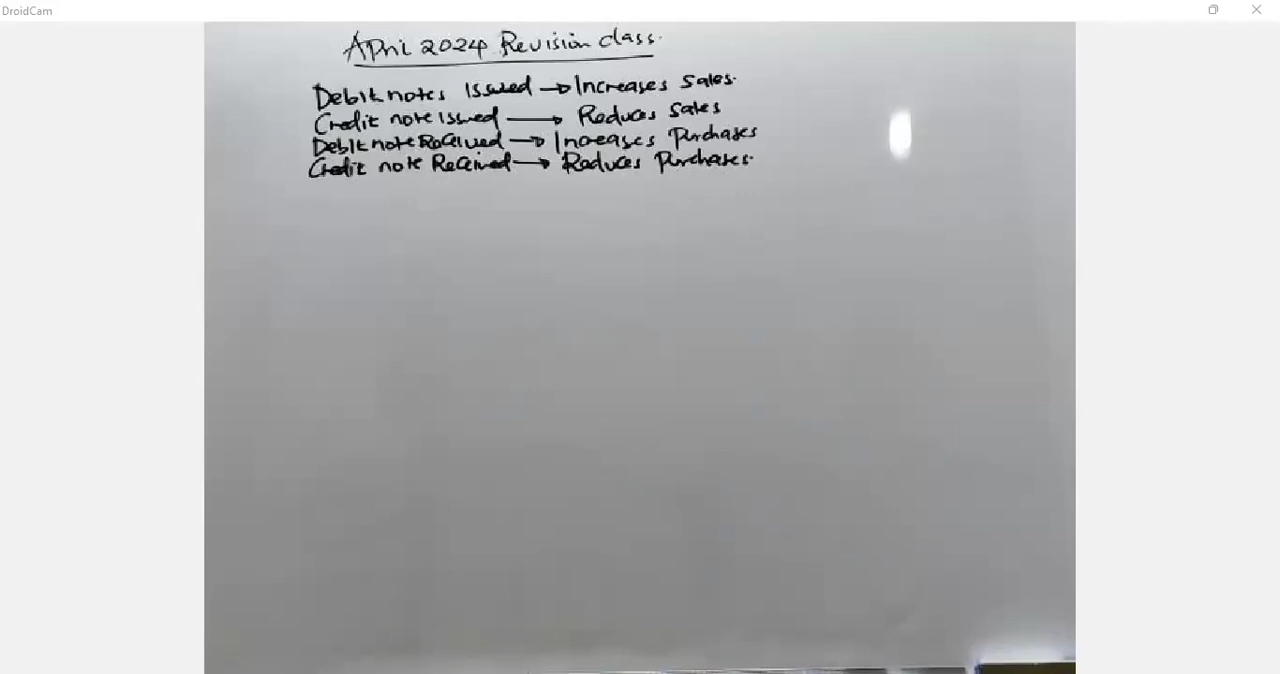 DroidCam
April 2024 Revision class.
Debit notes Issued → Increases Sales.
Credit note Issued → Reduces Sales
Debit note Received → Increases Purchases
Credit note Received → Reduces Purchases.